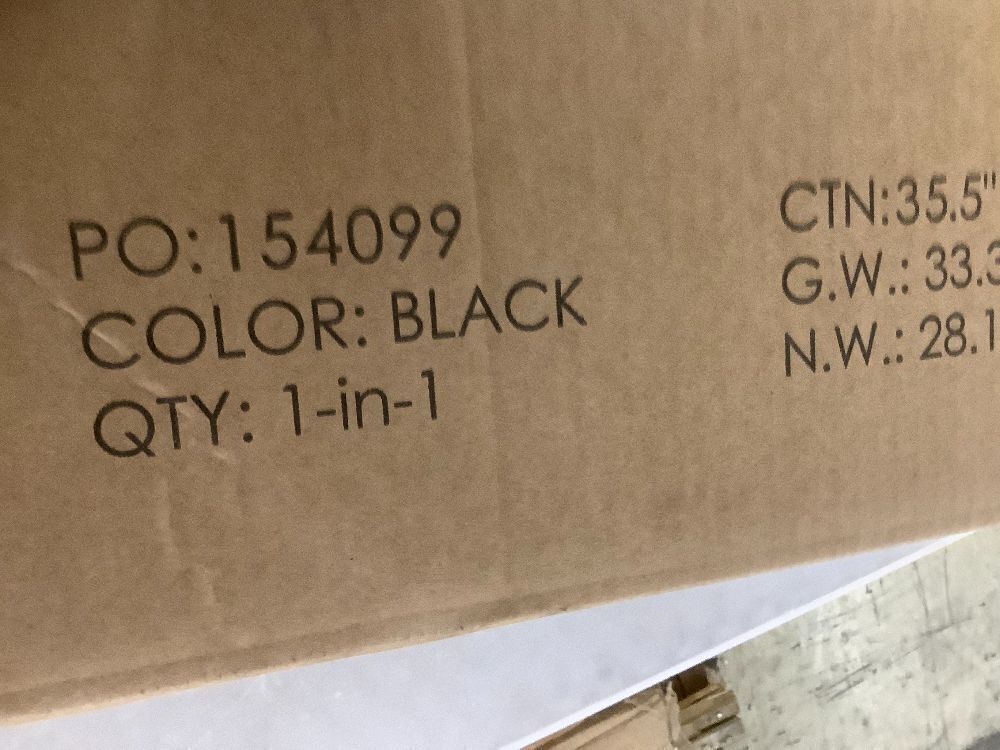 PO:154099
COLOR: BLACK
QTY: 1-in-1
CTN:35.5"
G.W.: 33.3
N.W.: 28.1